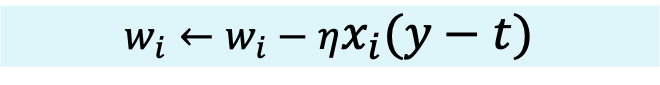 wᵢ ← wᵢ − ηxᵢ(y − t)